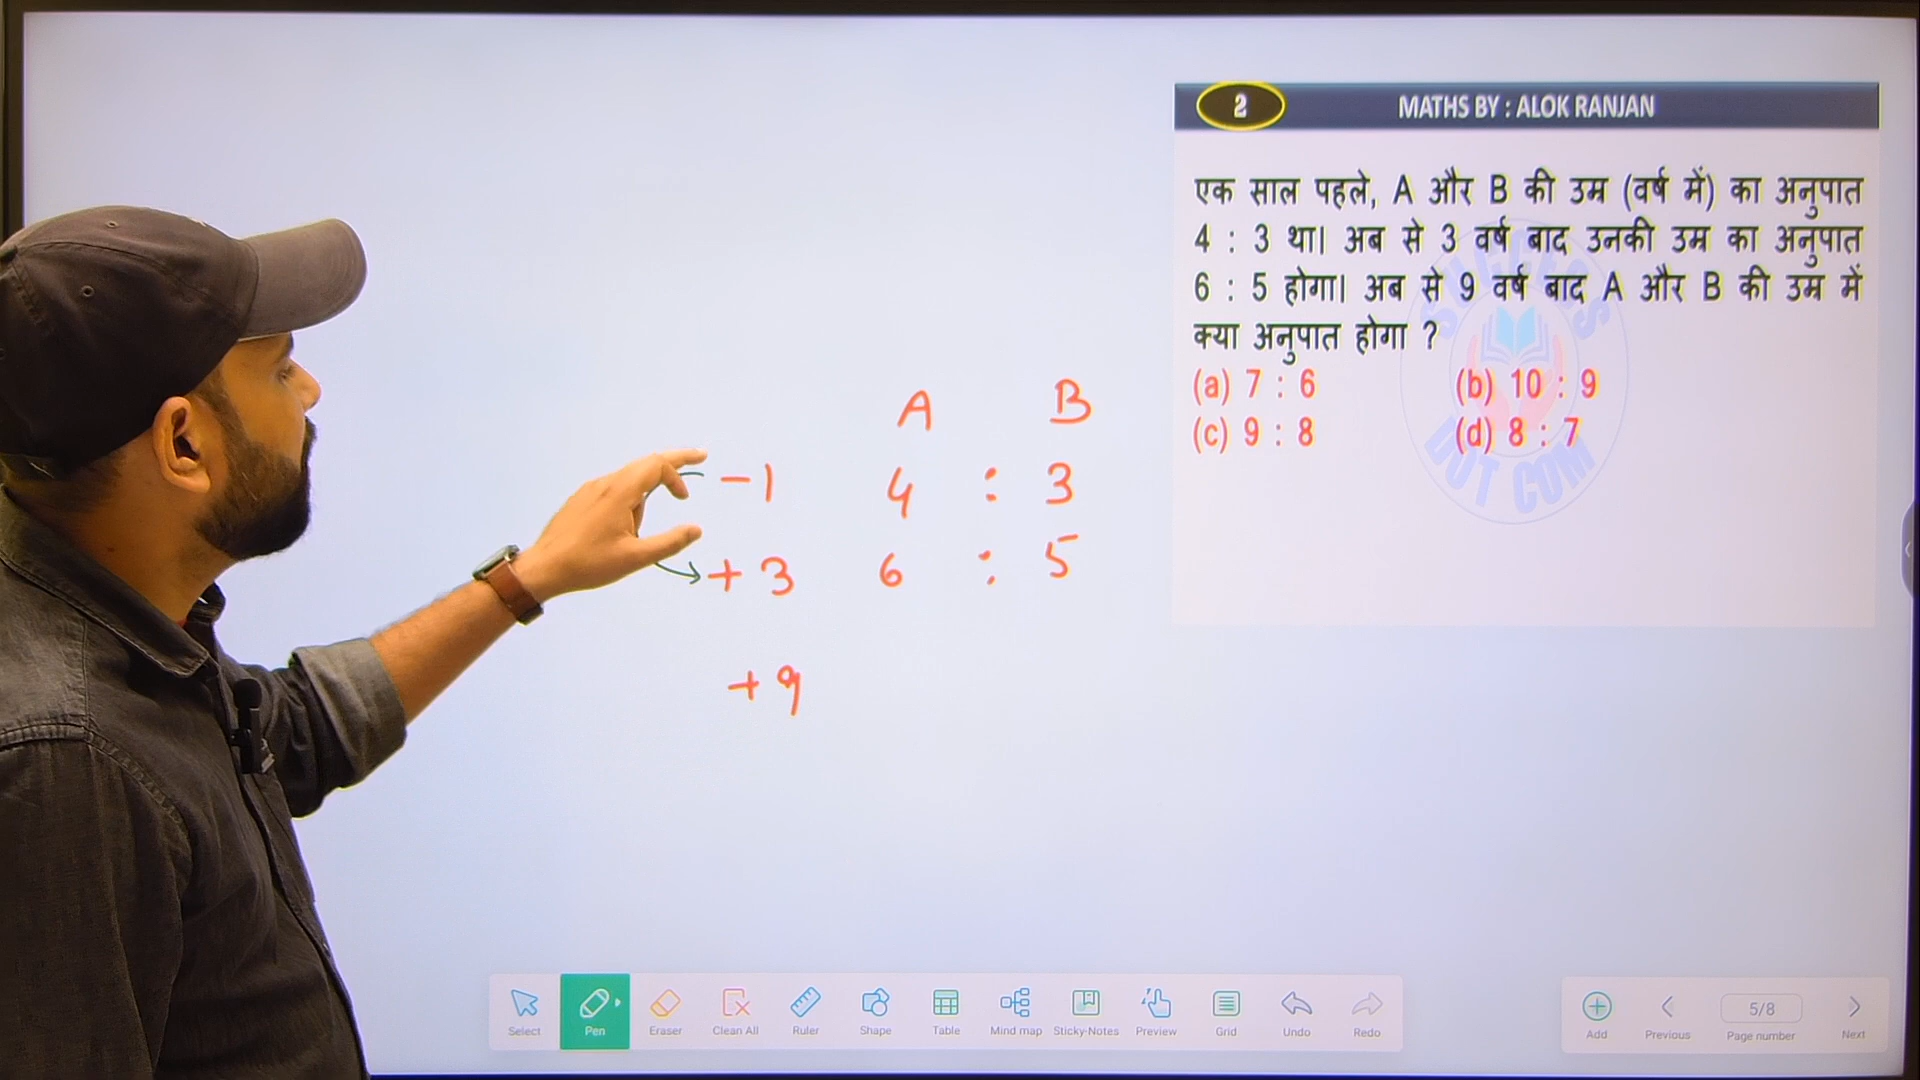 2 MATHS BY : ALOK RANJAN
एक साल पहले, A और B की उम्र (वर्ष में) का अनुपात
4 : 3 था। अब से 3 वर्ष बाद उनकी उम्र का अनुपात
6 : 5 होगा। अब से 9 वर्ष बाद A और B की उम्र में
क्या अनुपात होगा ?
(a) 7 : 6 (b) 10 : 9
(c) 9 : 8 (d) 8 : 7
SUCCESS
DOT COM
A B
-1 4 : 3
+3 6 : 5
+9
Select Pen Eraser Clean All Ruler Shape Table Mind map Sticky-Notes Preview Grid Undo Redo
5/8
Add Previous Page number Next